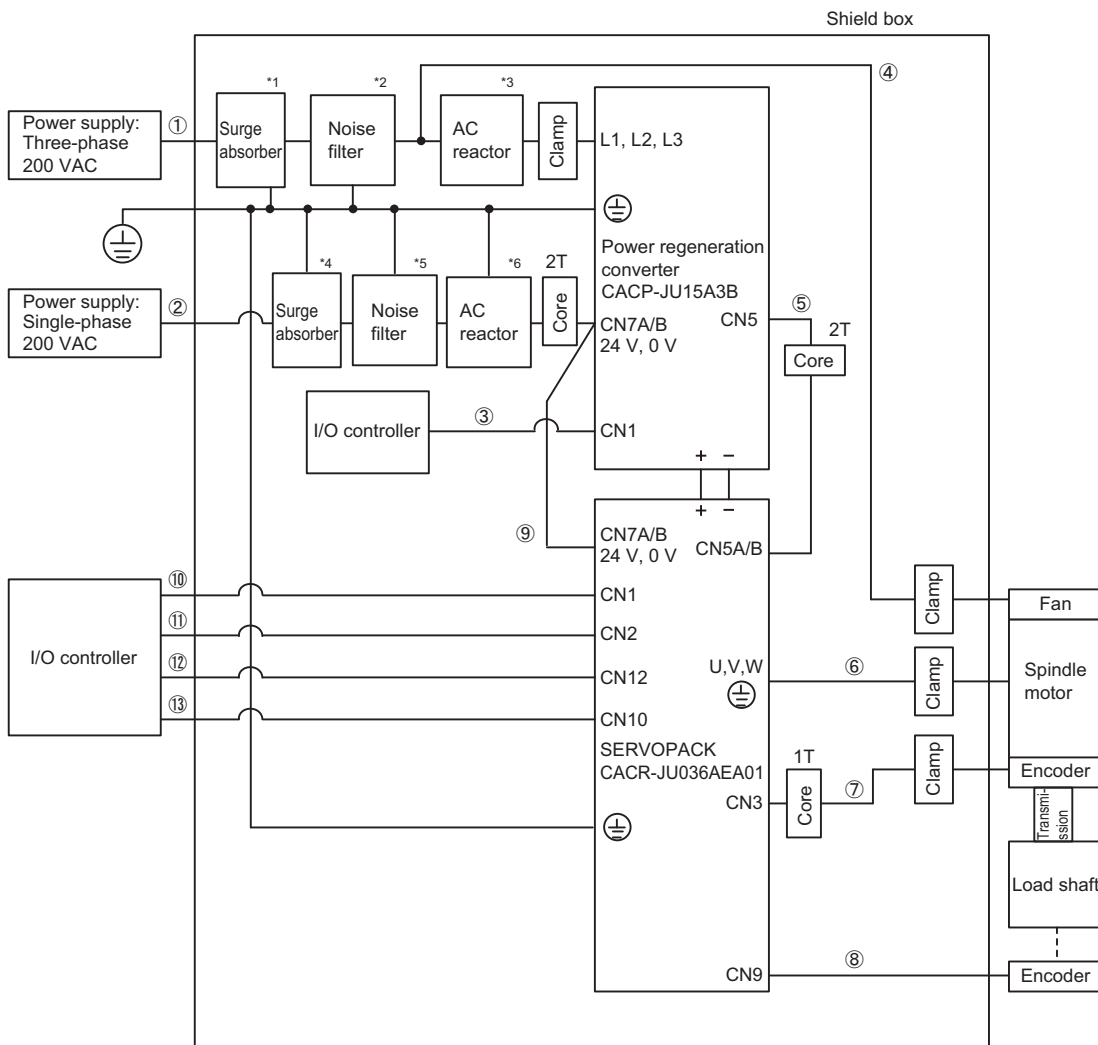 Shield box
④
*1
*2
*3
Power supply:
Three-phase
200 VAC
①
Surge
absorber
Noise
filter
AC
reactor
Clamp
L1, L2, L3
Power regeneration
converter
CACP-JU15A3B
*4
*5
*6
2T
Power supply:
Single-phase
200 VAC
②
Surge
absorber
Noise
filter
AC
reactor
Core
CN7A/B
24 V, 0 V
CN5
⑤
2T
Core
I/O controller
③
CN1
+ −
+ −
⑨
CN7A/B
24 V, 0 V
CN5A/B
I/O controller
⑩
CN1
⑪
CN2
⑫
CN12
⑬
CN10
Clamp
Fan
U,V,W
⑥
Clamp
Spindle
motor
SERVOPACK
CACR-JU036AEA01
CN3
1T
Core
⑦
Clamp
Encoder
Transmi-
ssion
Load shaft
CN9
⑧
Encoder